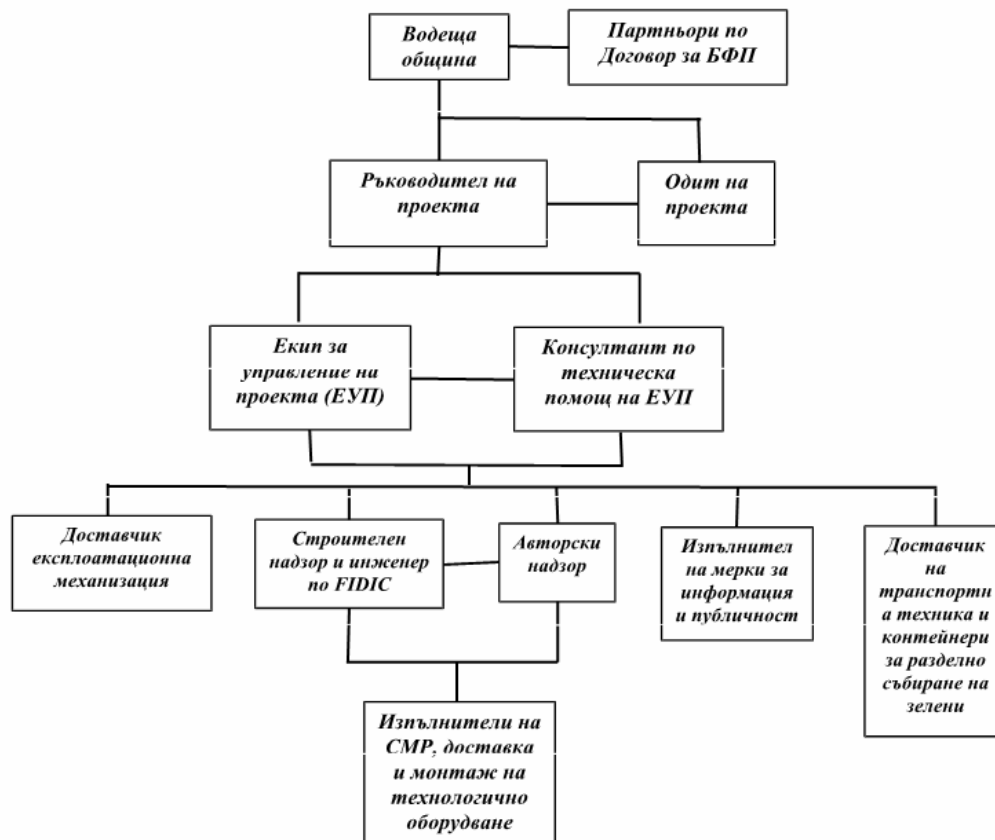 Водеща
община
Партньори по
Договор за БФП
Ръководител на
проекта
Одит на
проекта
Екип за
управление на
проекта (ЕУП)
Консултант по
техническа
помощ на ЕУП
Доставчик
експлоатационна
механизация
Строителен
надзор и инженер
по FIDIC
Авторски
надзор
Изпълнител
на мерки за
информация
и публичност
Доставчик
на
транспортн
а техника и
контейнери
за разделно
събиране на
зелени
Изпълнители на
СМР, доставка
и монтаж на
технологично
оборудване